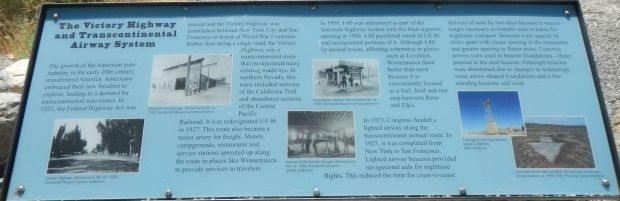 The Victory Highway
and Transcontinental
Airway System
The growth of the American auto
industry in the early 20th century
transformed America. Americans
embraced their new freedom to
explore, leading to a demand for
transcontinental auto routes. In
1921, the Federal Highway Act was
passed and the Victory Highway was
established between New York City and San
Francisco in honor of World War I veterans.
Rather than being a single road, the Victory
Highway was a
transcontinental route
that incorporated many
existing roadways. In
northern Nevada, this
route included sections
of the California Trail
and abandoned sections
of the Central
Pacific
Railroad. It was redesignated US 40
in 1927. This route also became a
major artery for freight. Motels,
campgrounds, restaurants and
service stations sprouted up along
the route in places like Winnemucca
to provide services to travelers.
In 1956, I-80 was authorized as part of the
interstate highway system with the final segment
opening in 1986. I-80 paralleled much of US 40
and incorporated portions of it. Although I-80
by-passed towns, affecting commerce in places
such as Lovelock,
Winnemucca fared
better than most
because it is
conveniently located
as a fuel, food and rest
stop between Reno
and Elko.
In 1923, Congress funded a
lighted airway along the
transcontinental airmail route. In
1925, it was completed from
New York to San Francisco.
Lighted airway beacons provided
navigational aids for nighttime
flights. This reduced the time for coast-to-coast
delivery of mail by two days because it was no
longer necessary to transfer mail to trains for
nighttime transport. Beacons were spaced 10
miles apart with closer spacing in the mountains
and greater spacing in flatter areas. Concrete
arrows were used as beacon foundations—these
pointed to the next beacon. Although beacons
were abandoned due to changes in technology,
some arrow-shaped foundations and a few
standing beacons still exist.